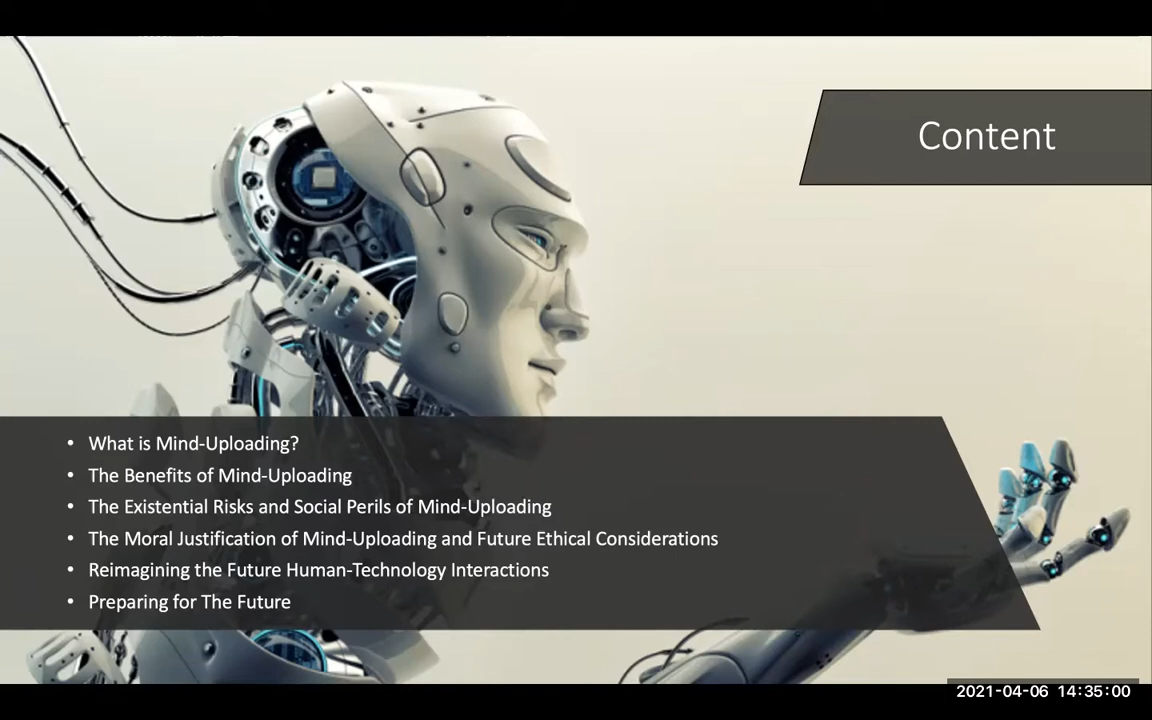 Content
• What is Mind-Uploading?
• The Benefits of Mind-Uploading
• The Existential Risks and Social Perils of Mind-Uploading
• The Moral Justification of Mind-Uploading and Future Ethical Considerations
• Reimagining the Future Human-Technology Interactions
• Preparing for The Future
2021-04-06 14:35:00